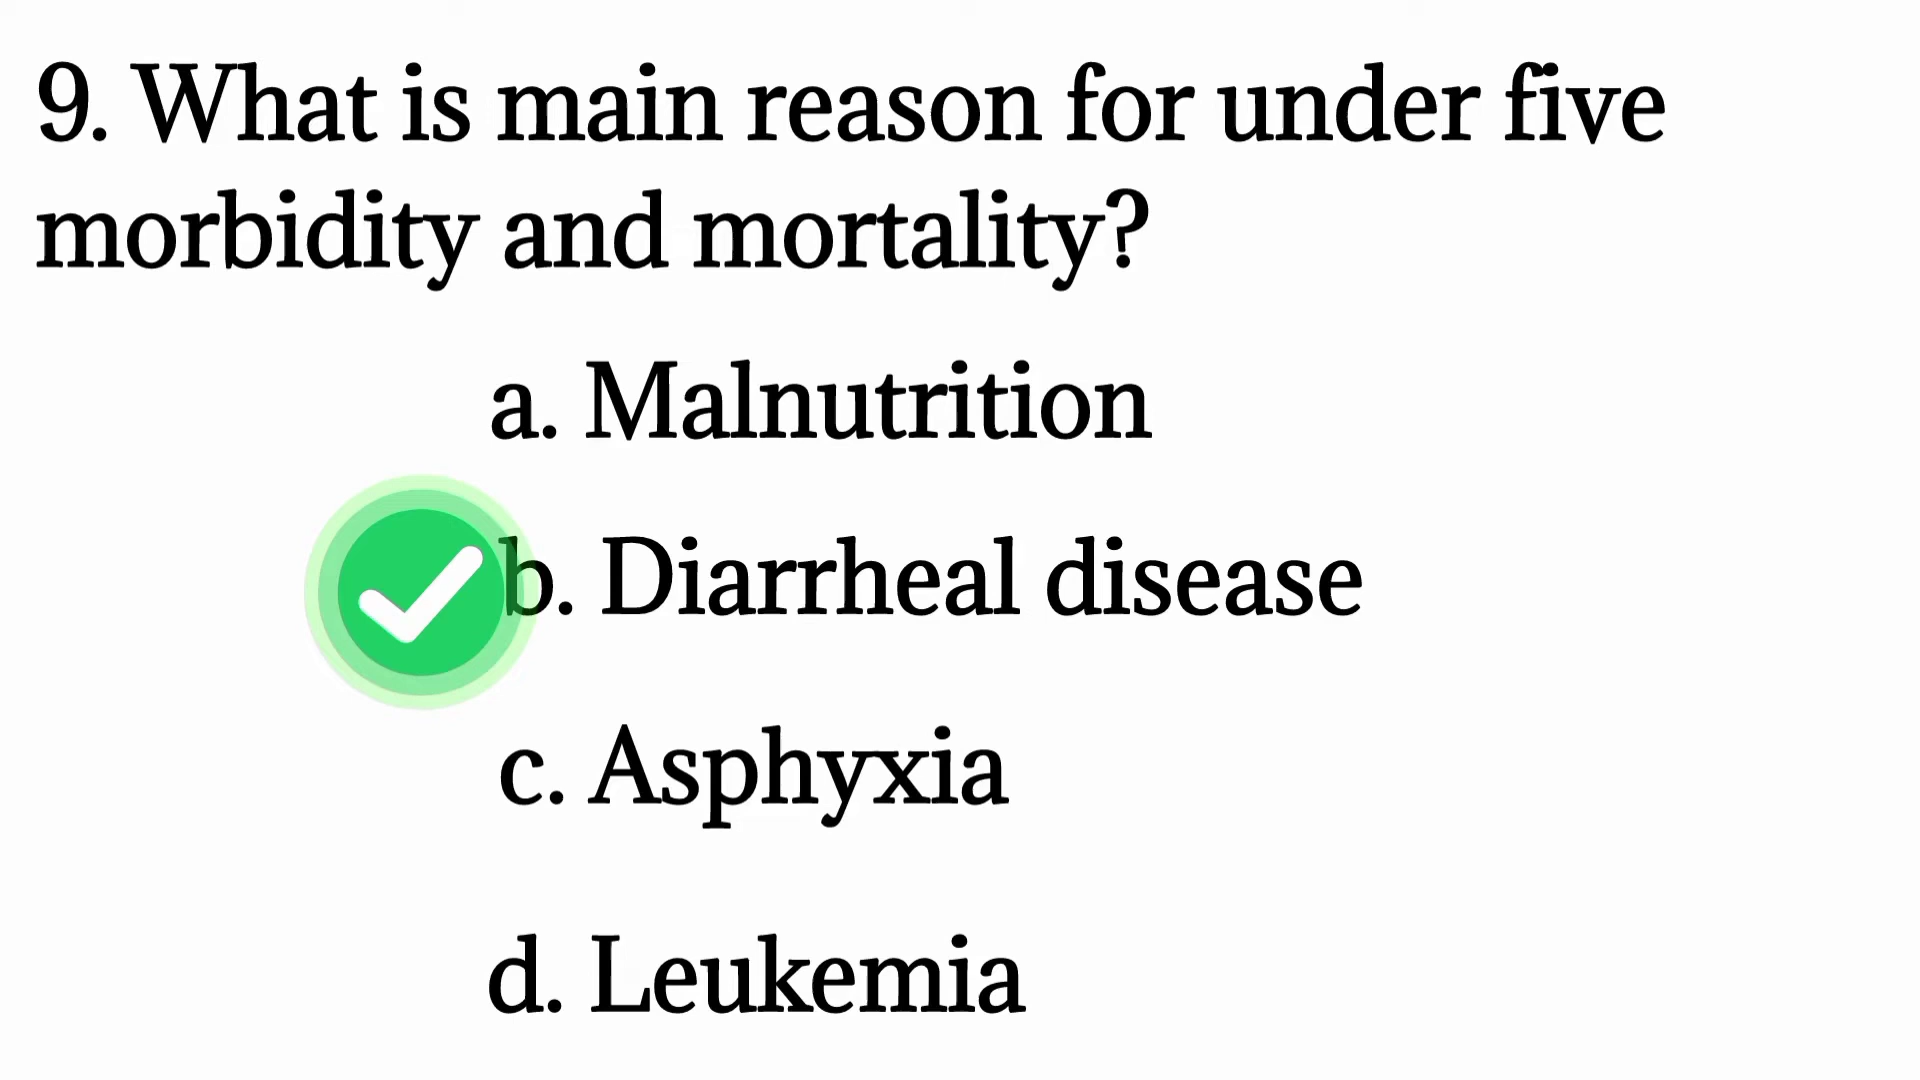 9. What is main reason for under five
morbidity and mortality?
a. Malnutrition
b. Diarrheal disease
c. Asphyxia
d. Leukemia